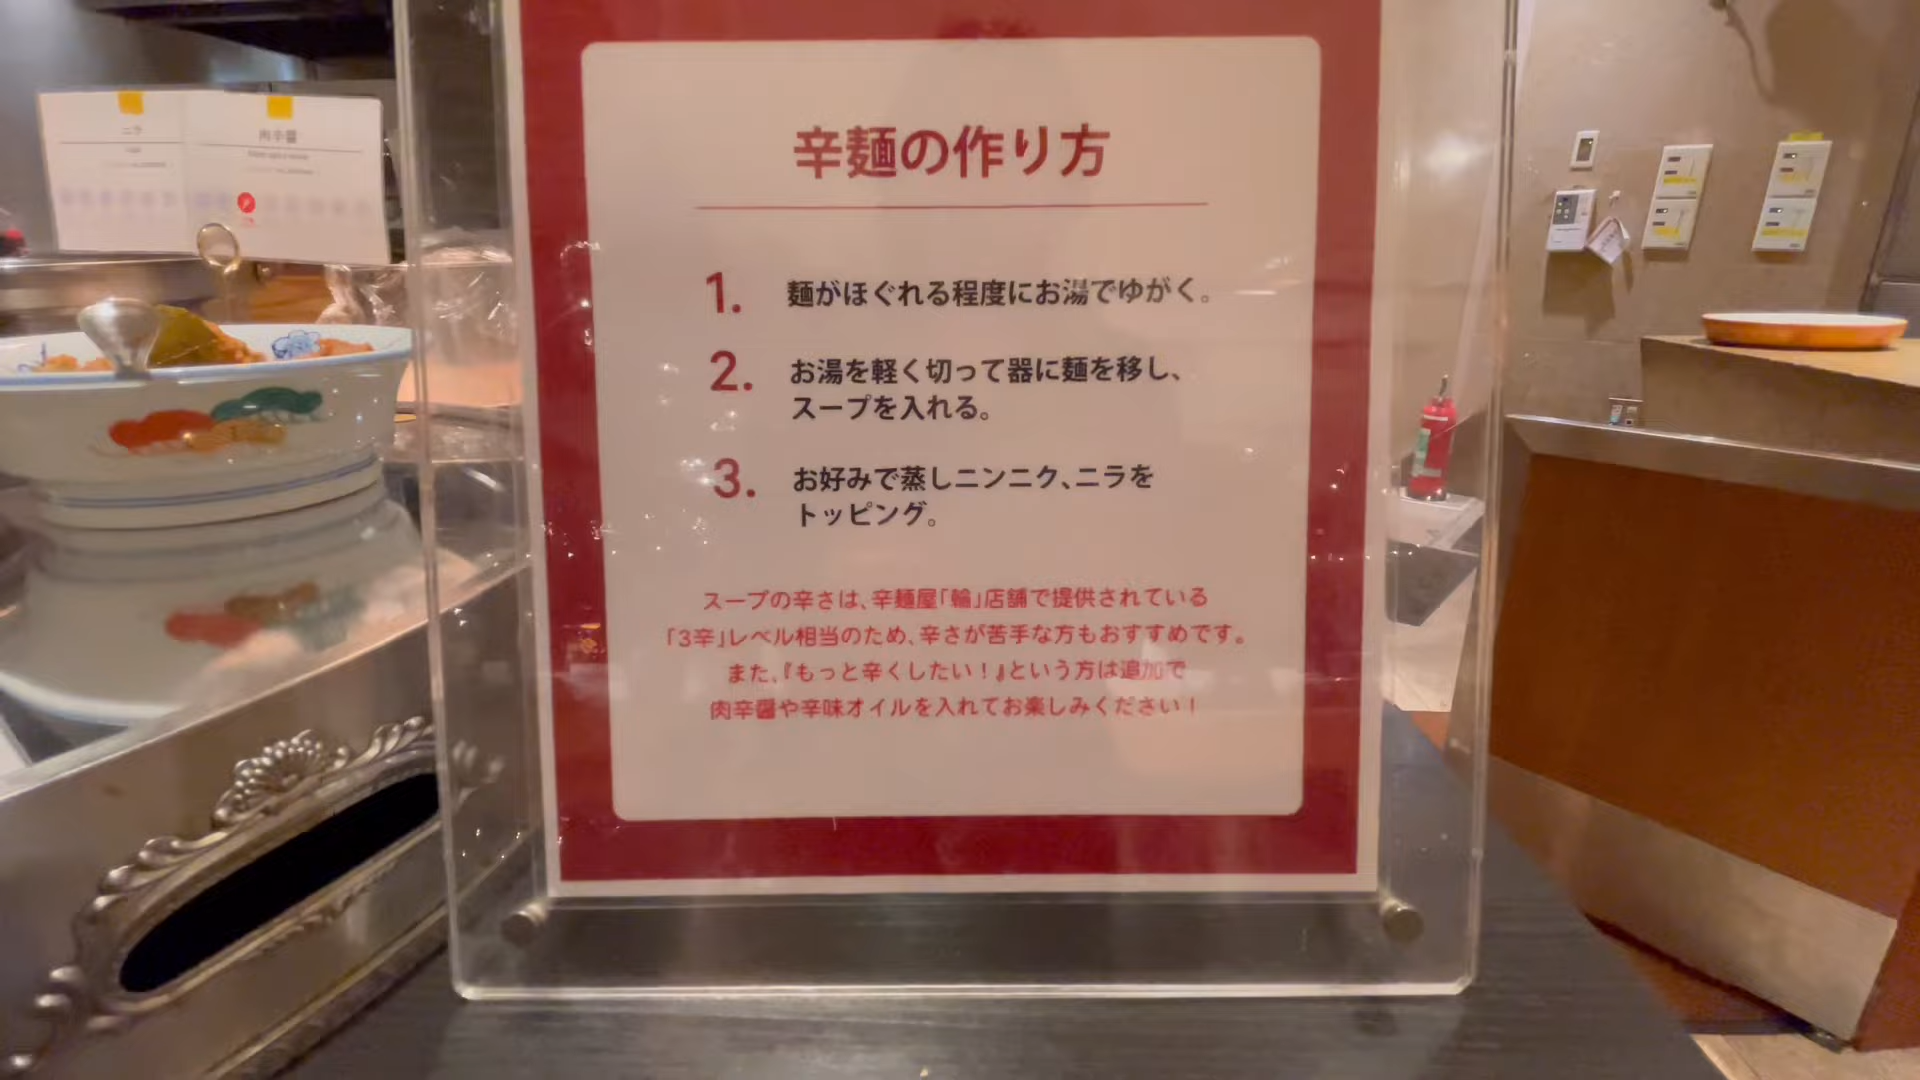 ニラ
肉辛醤
辛麺の作り方
1. 麺がほぐれる程度にお湯でゆがく。
2. お湯を軽く切って器に麺を移し、
スープを入れる。
3. お好みで蒸しニンニク、ニラを
トッピング。
スープの辛さは、辛麺屋「輪」店舗で提供されている
「3辛」レベル相当のため、辛さが苦手な方もおすすめです。
また、『もっと辛くしたい！』という方は追加で
肉辛醤や辛味オイルを入れてお楽しみください！